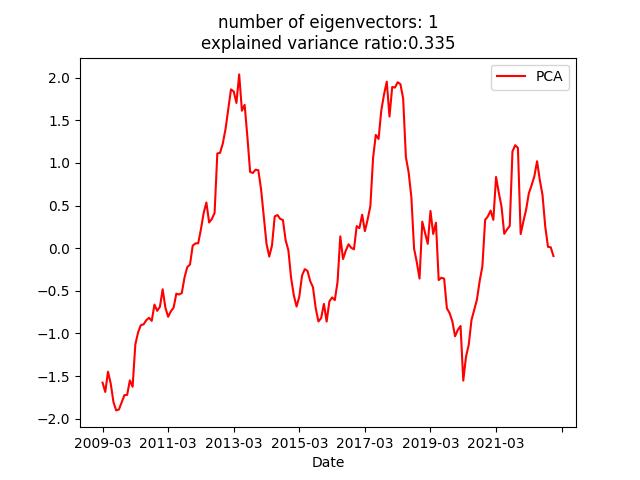 number of eigenvectors: 1
explained variance ratio:0.335
PCA
2.0
1.5
1.0
0.5
0.0
−0.5
−1.0
−1.5
−2.0
2009-03 2011-03 2013-03 2015-03 2017-03 2019-03 2021-03
Date